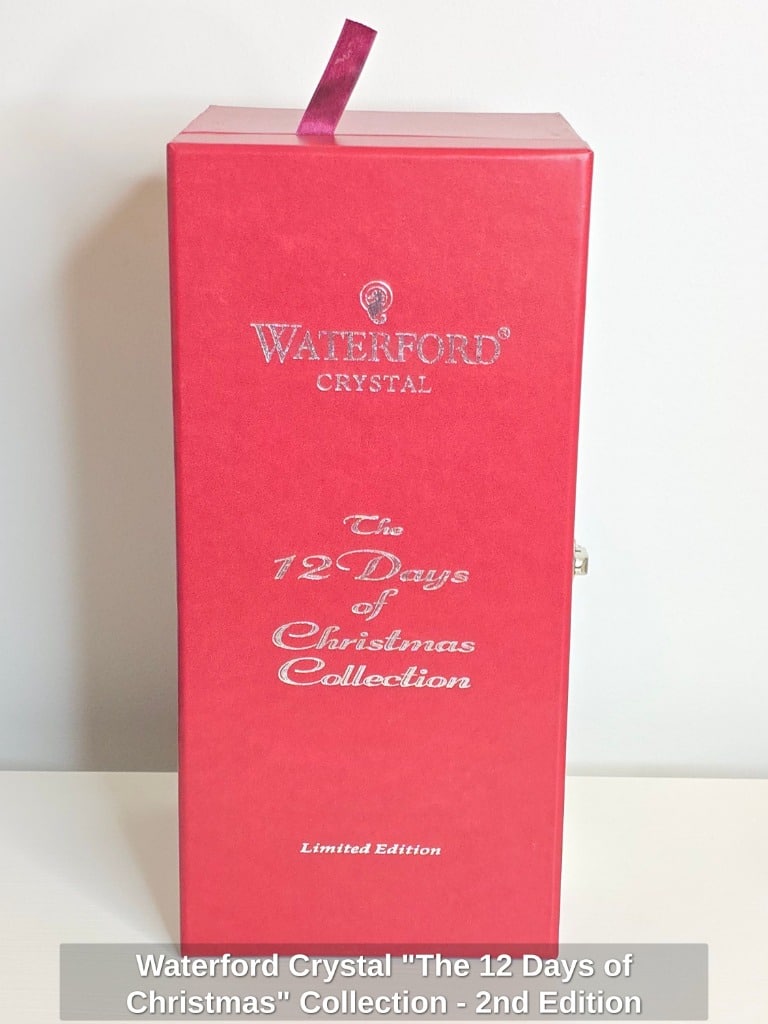 WATERFORD®
CRYSTAL
The
12 Days
of
Christmas
Collection
Limited Edition
Waterford Crystal "The 12 Days of
Christmas" Collection - 2nd Edition